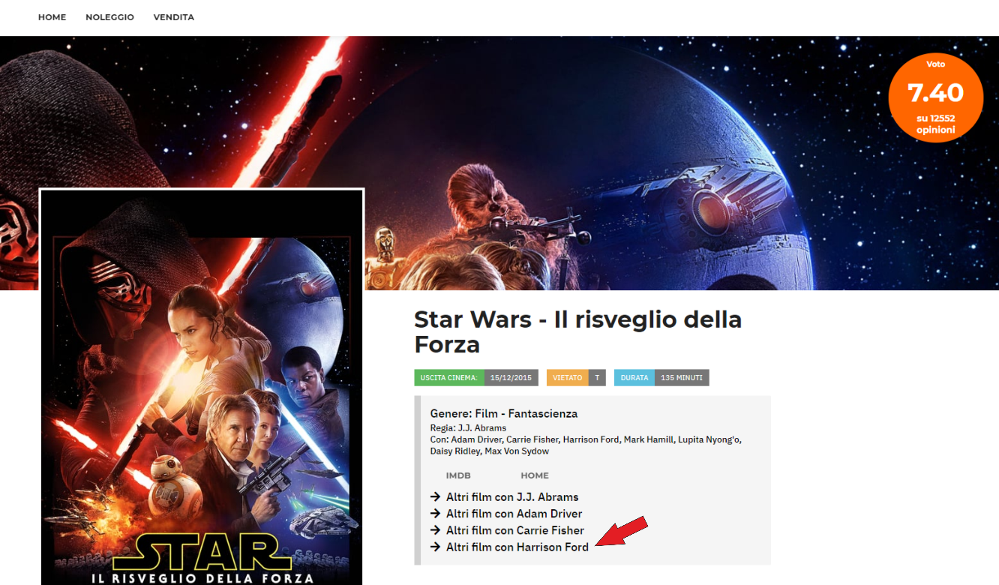 HOME NOLEGGIO VENDITA
Voto
7.40
su 12552
opinioni
STAR
IL RISVEGLIO DELLA FORZA
Star Wars - Il risveglio della
Forza
USCITA CINEMA: 15/12/2015 VIETATO T DURATA 135 MINUTI
Genere: Film - Fantascienza
Regia: J.J. Abrams
Con: Adam Driver, Carrie Fisher, Harrison Ford, Mark Hamill, Lupita Nyong'o,
Daisy Ridley, Max Von Sydow
IMDB HOME
Altri film con J.J. Abrams
Altri film con Adam Driver
Altri film con Carrie Fisher
Altri film con Harrison Ford